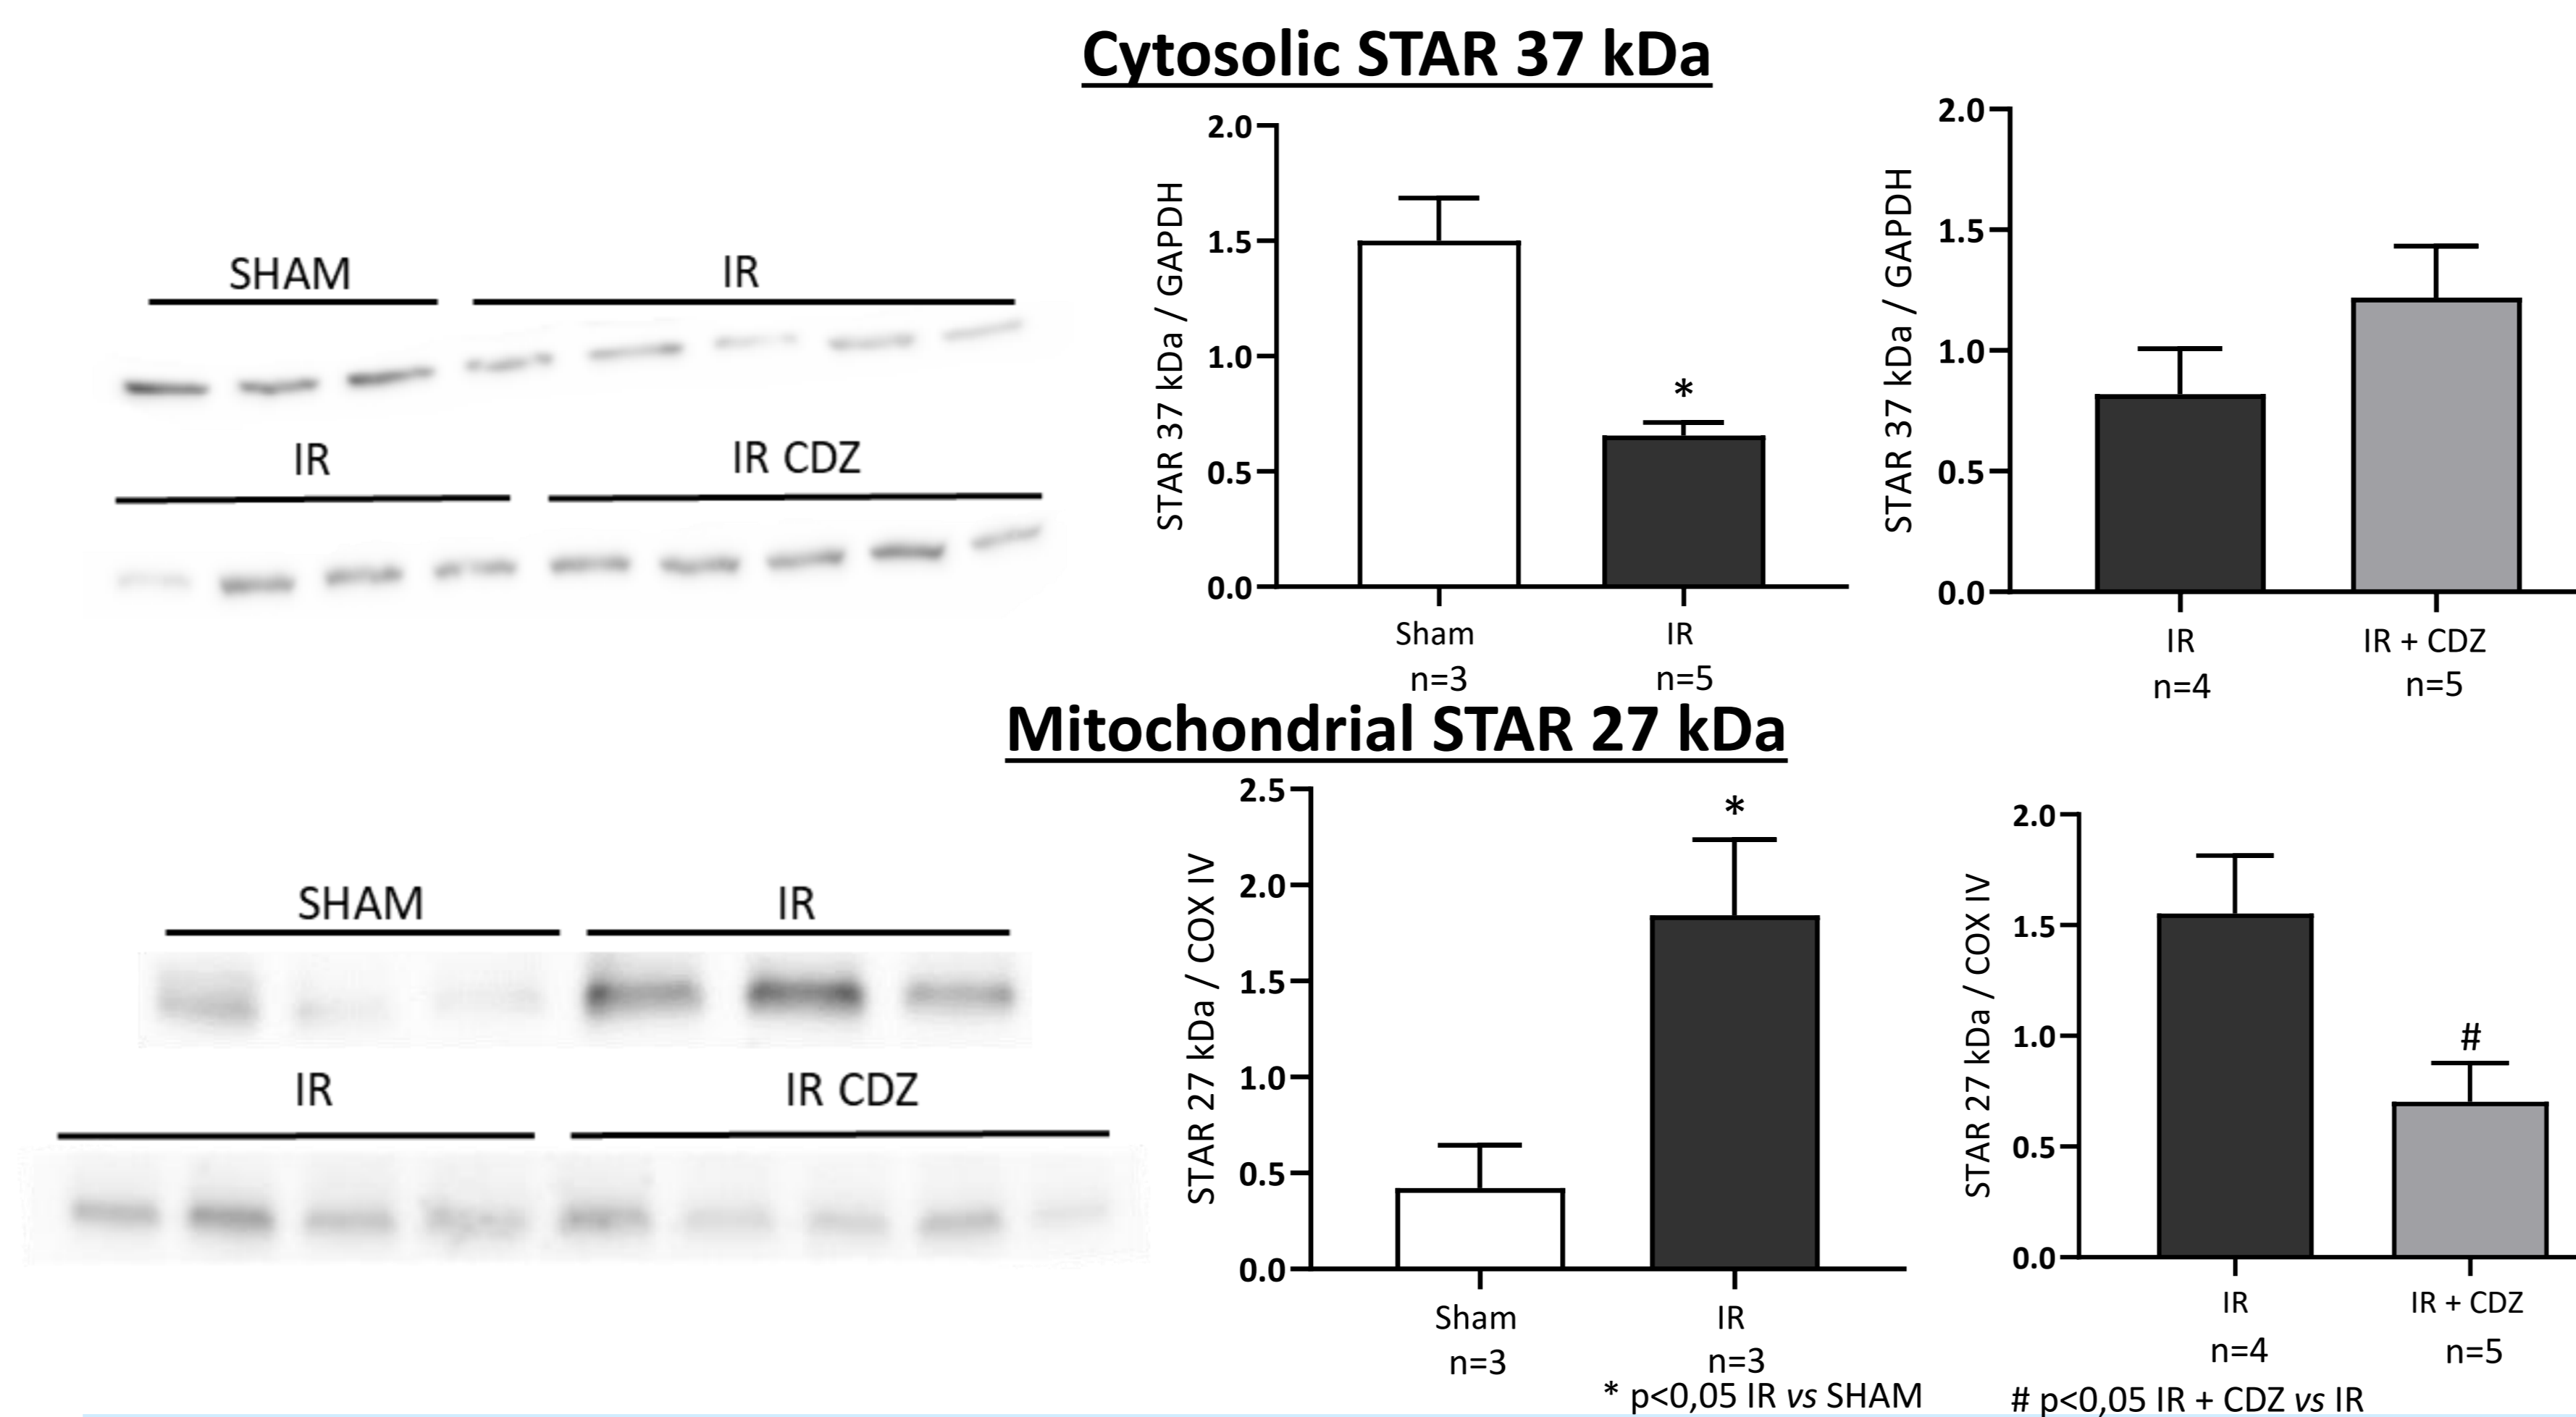 Cytosolic STAR 37 kDa
SHAM IR
IR IR CDZ
STAR 37 kDa / GAPDH
2.0
1.5
1.0
0.5
0.0
*
Sham IR
n=3 n=5
STAR 37 kDa / GAPDH
2.0
1.5
1.0
0.5
0.0
IR IR + CDZ
n=4 n=5
Mitochondrial STAR 27 kDa
SHAM IR
IR IR CDZ
STAR 27 kDa / COX IV
2.5
2.0
1.5
1.0
0.5
0.0
*
Sham IR
n=3 n=3
* p<0,05 IR vs SHAM
STAR 27 kDa / COX IV
2.0
1.5
1.0
0.5
0.0
#
IR IR + CDZ
n=4 n=5
# p<0,05 IR + CDZ vs IR